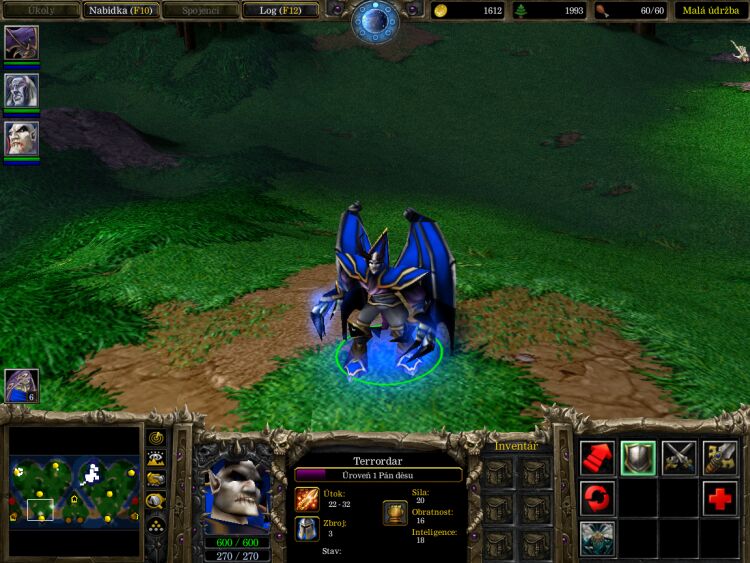 Úkoly
Nabidka (F10)
Spojenci
Log (F12)
1612
1993
60/60
Malá údržba
6
Terrordar
Úroveň 1 Pán děsu
Inventář
Útok:
22 - 32
Zbroj:
3
Stav:
Síla:
20
Obratnost:
16
Inteligence:
18
600 / 600
270 / 270